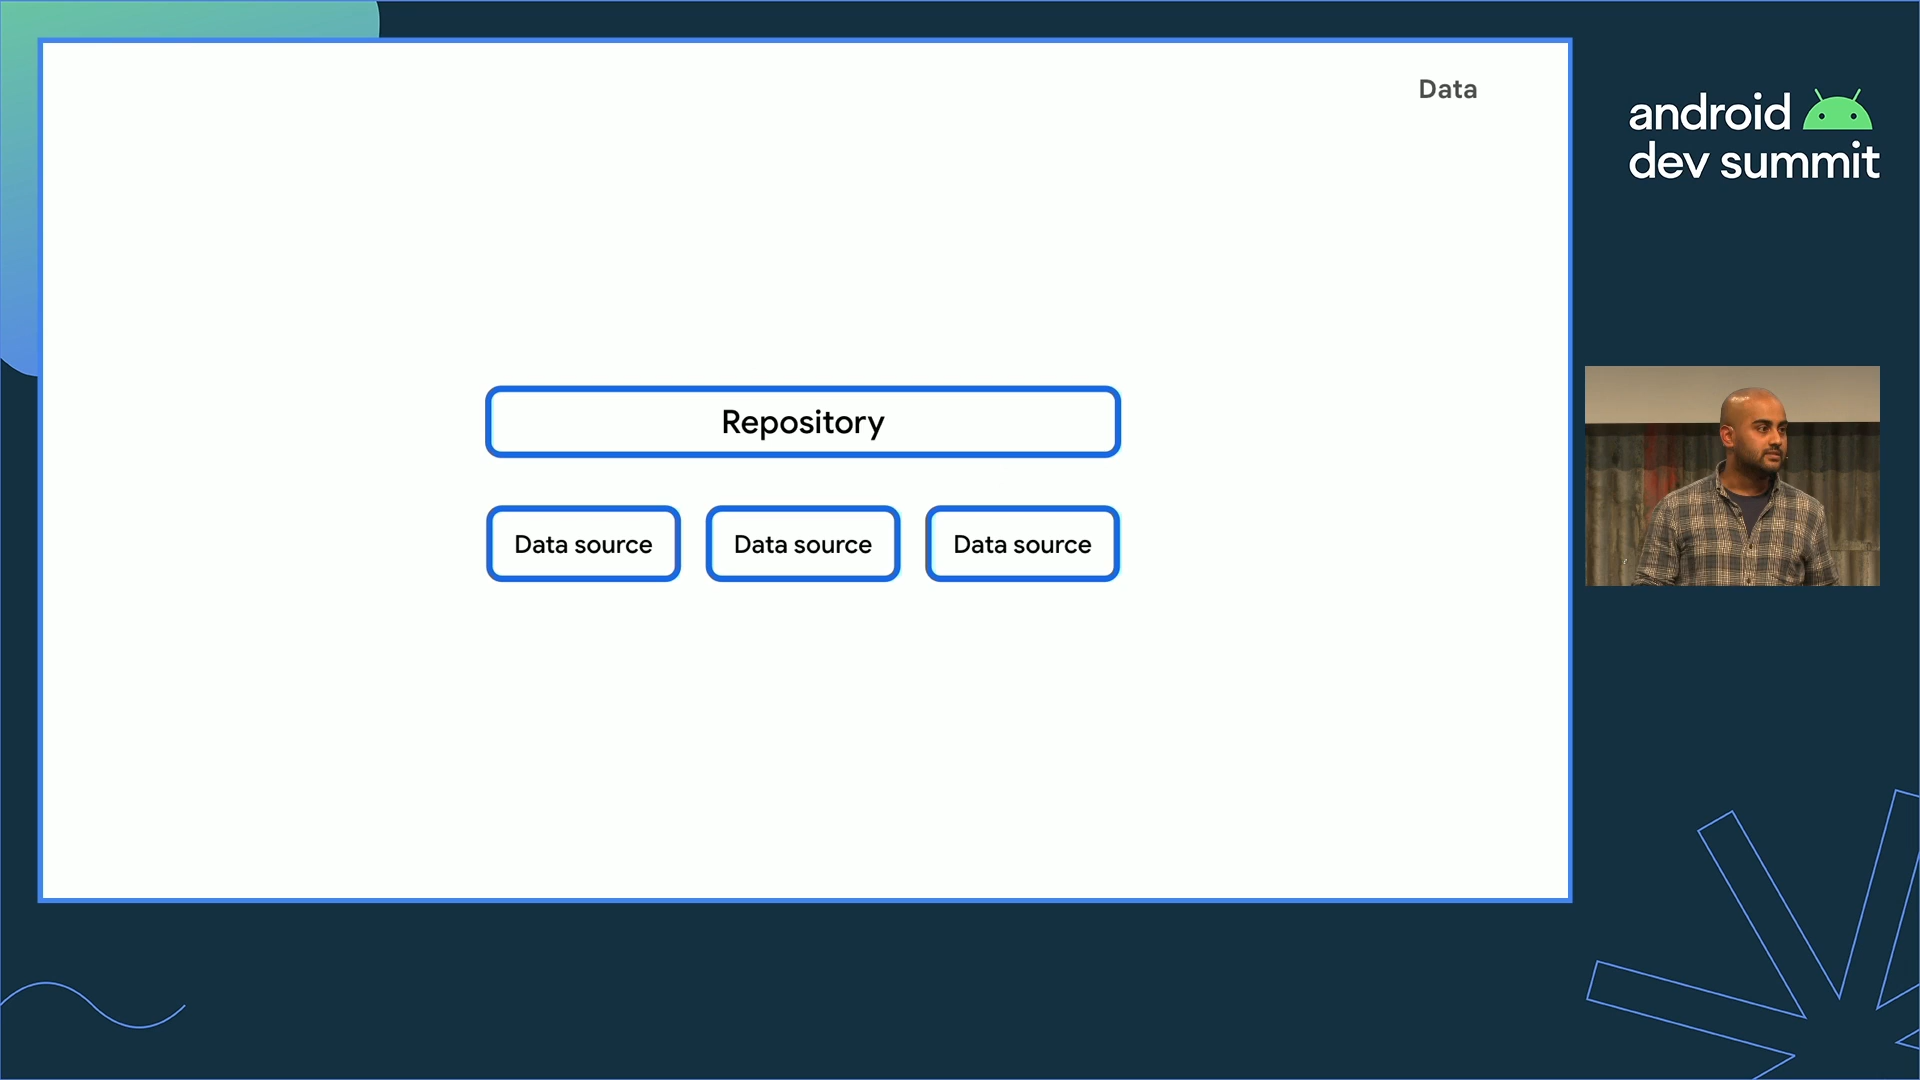 Data
android
dev summit
Repository
Data source
Data source
Data source